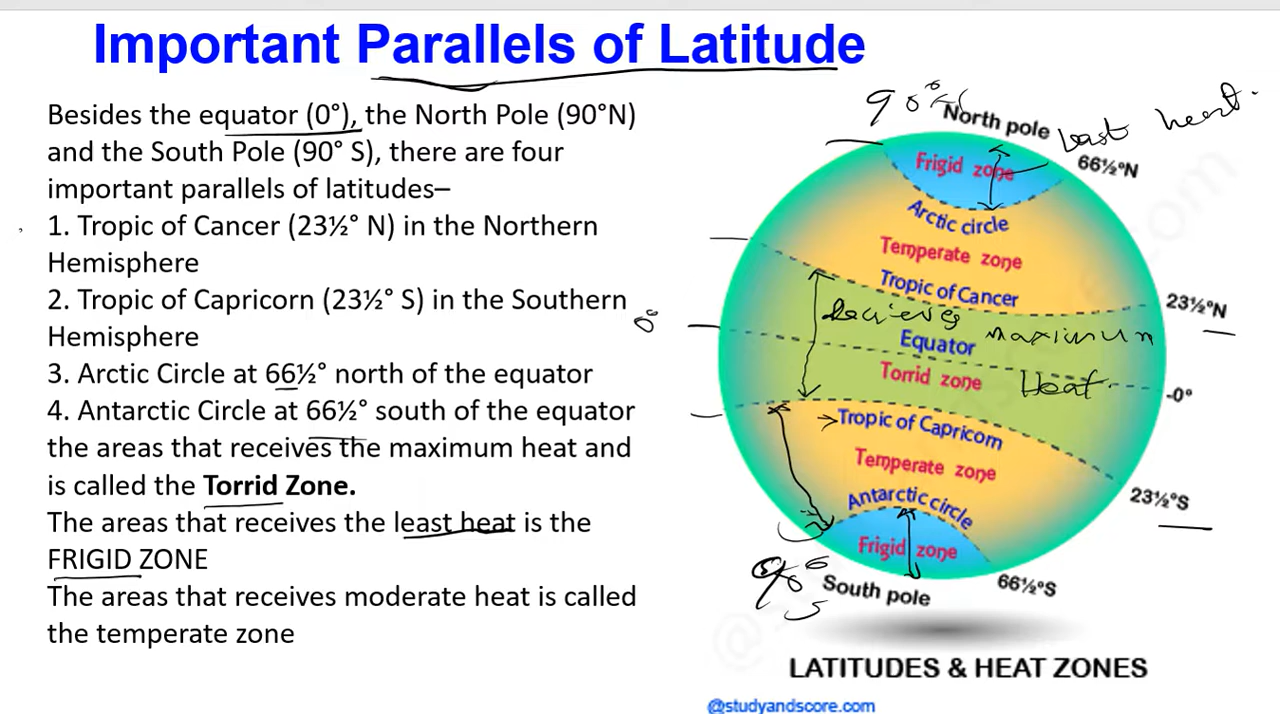 Important Parallels of Latitude
Besides the equator (0°), the North Pole (90°N)
and the South Pole (90° S), there are four
important parallels of latitudes–
1. Tropic of Cancer (23½° N) in the Northern
Hemisphere
2. Tropic of Capricorn (23½° S) in the Southern
Hemisphere
3. Arctic Circle at 66½° north of the equator
4. Antarctic Circle at 66½° south of the equator
the areas that receives the maximum heat and
is called the Torrid Zone.
The areas that receives the least heat is the
FRIGID ZONE
The areas that receives moderate heat is called
the temperate zone
North pole
Least heat.
66½°N
Frigid zone
Arctic circle
Temperate zone
Tropic of Cancer
23½°N
0°
maximum
Equator
Torrid zone
Heat.
-0°
Tropic of Capricorn
Temperate zone
23½°S
Antarctic circle
Frigid zone
66½°S
South pole
LATITUDES & HEAT ZONES
@studyandscore.com